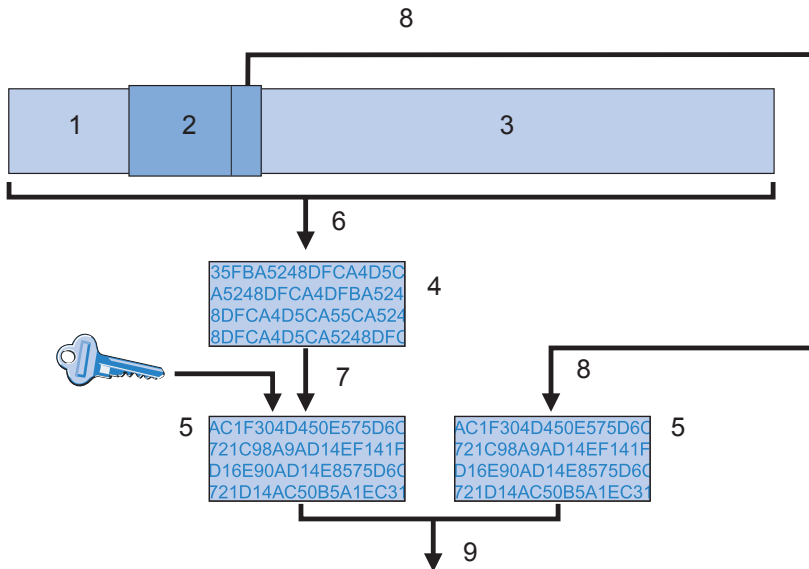 8
1 2 3
6
35FBA5248DFCA4D5C
A5248DFCA4DFBA524
8DFCA4D5CA55CA524
8DFCA4D5CA5248DFC
4
7
8
5
AC1F304D450E575D6C
721C98A9AD14EF141F
D16E90AD14E8575D6C
721D14AC50B5A1EC31
AC1F304D450E575D6C
721C98A9AD14EF141F
D16E90AD14E8575D6C
721D14AC50B5A1EC31
5
9